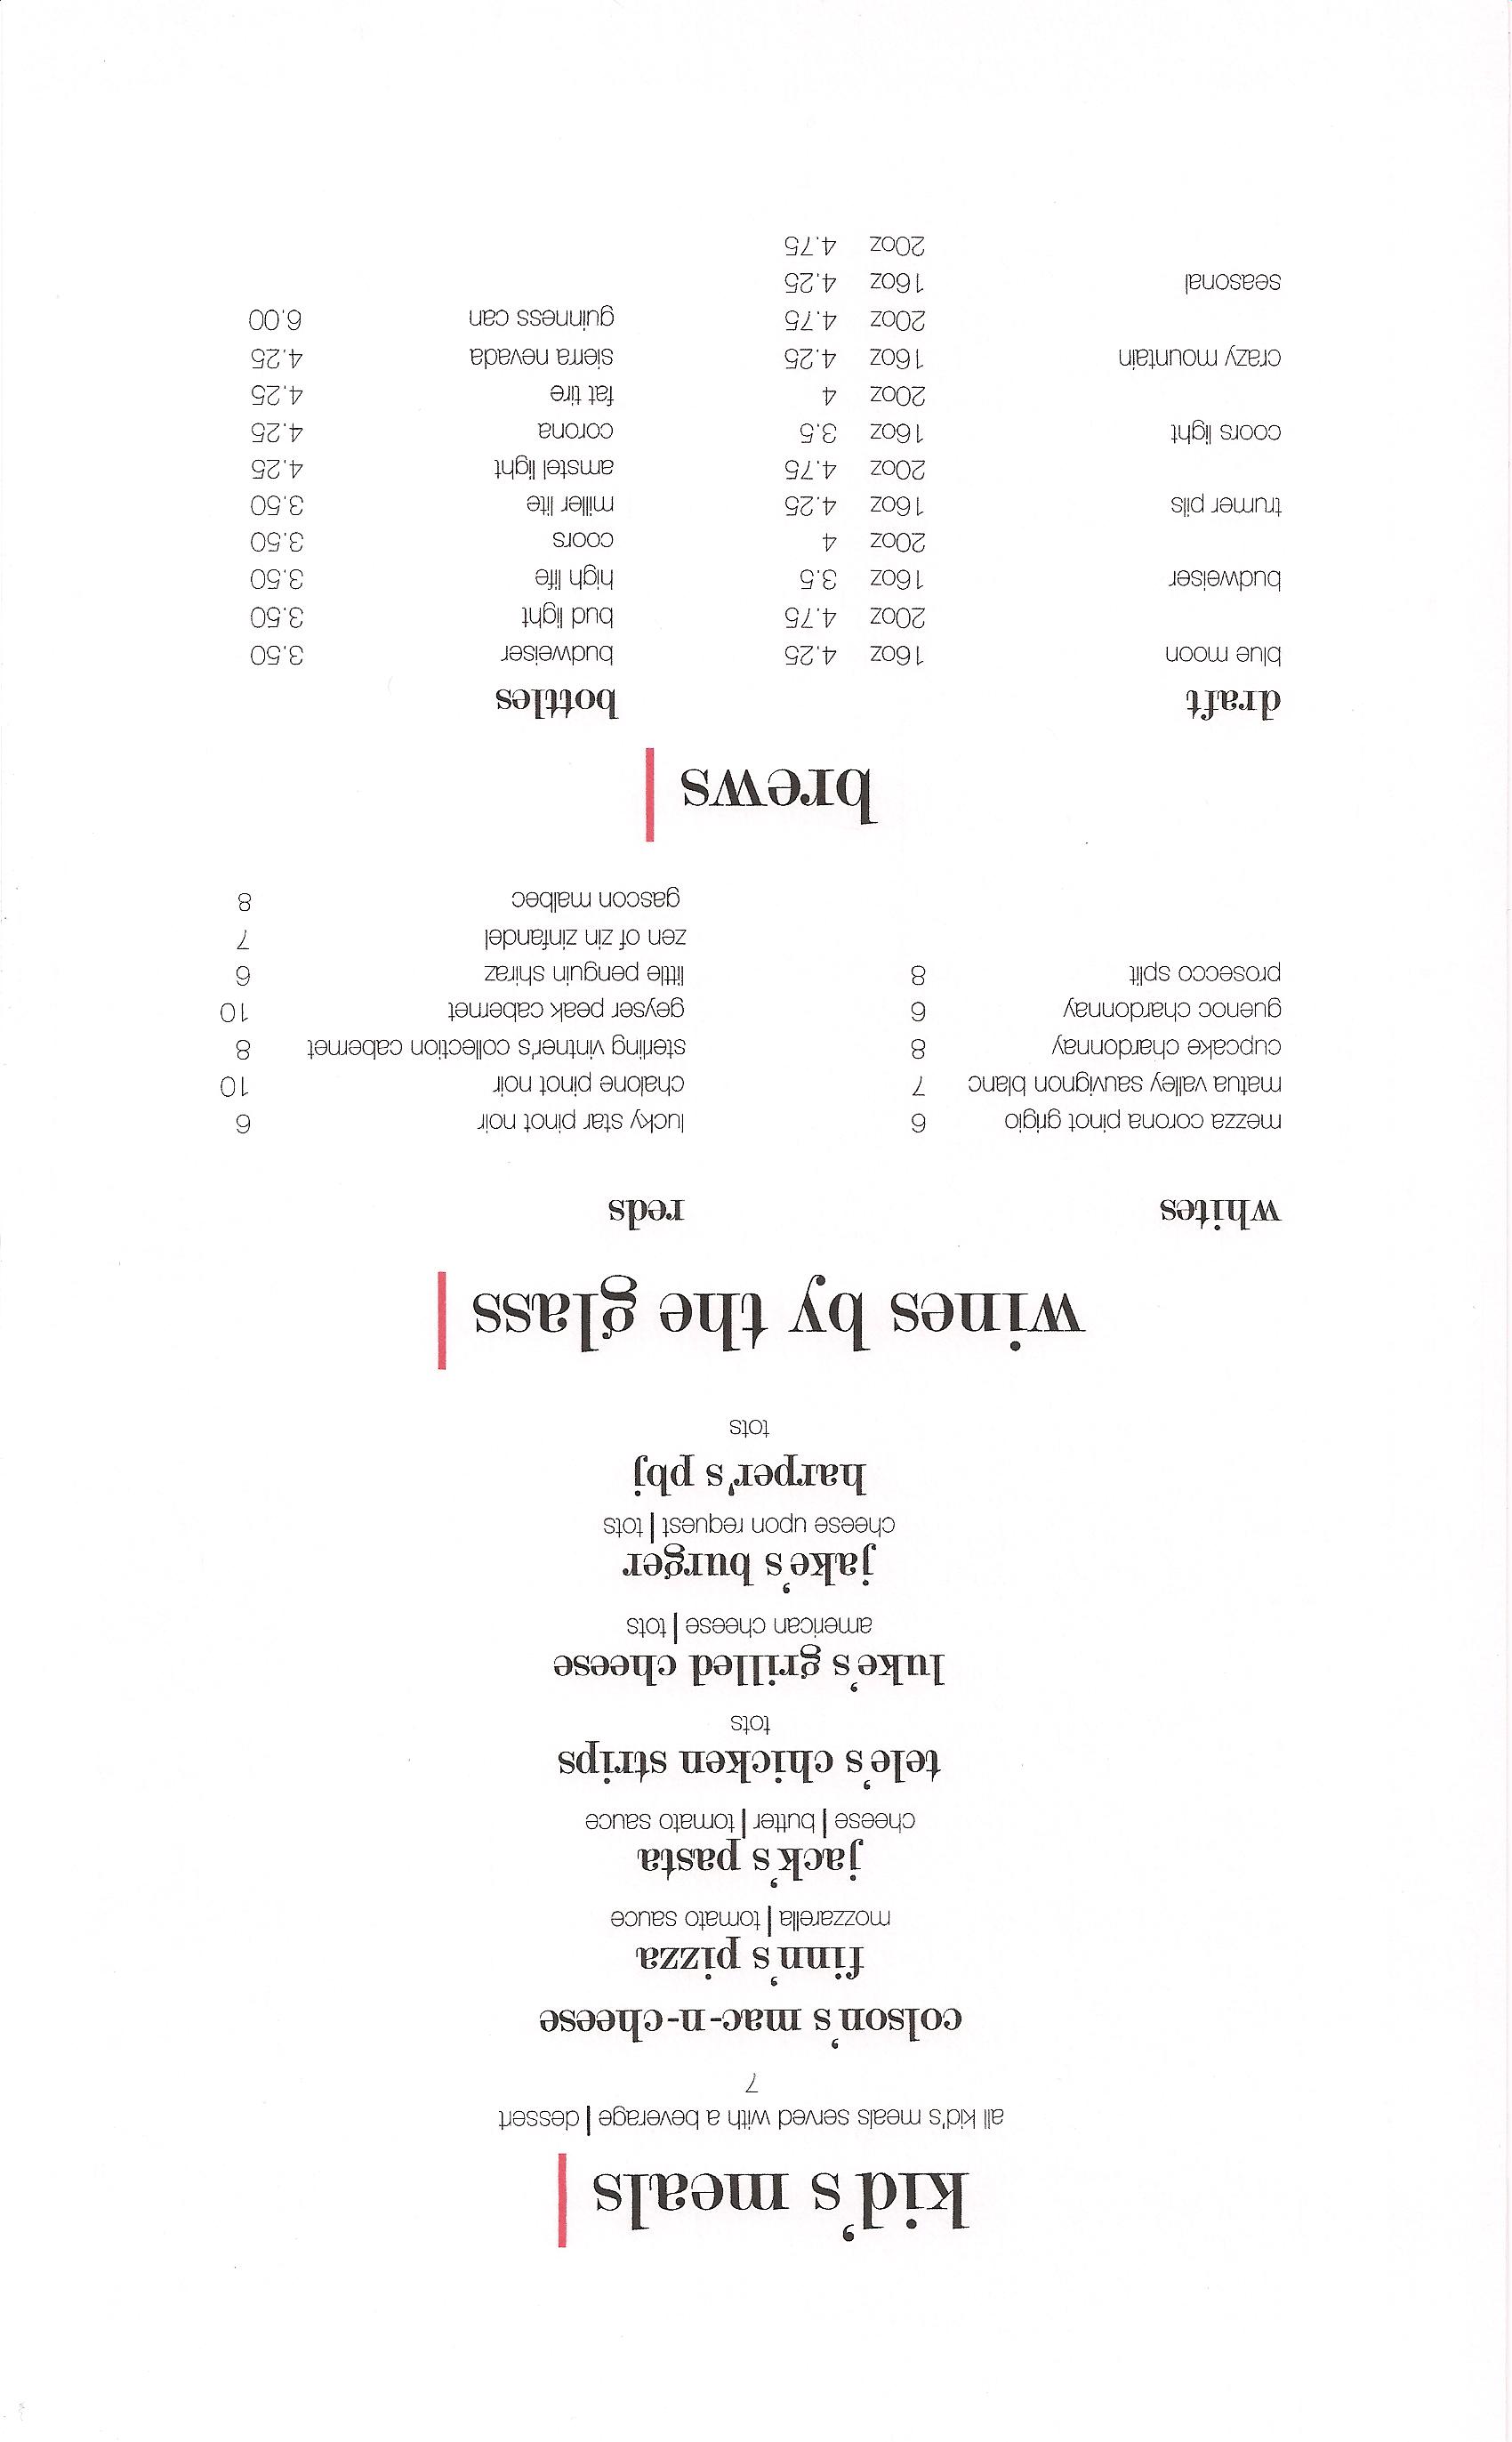 kid's meals |
all kid's meals served with a beverage | dessert
7
colson's mac-n-cheese
finn's pizza
mozzarella | tomato sauce
jack's pasta
cheese | butter | tomato sauce
tele's chicken strips
tots
luke's grilled cheese
american cheese | tots
jake's burger
cheese upon request | tots
harper's pbj
tots
wines by the glass |
whites reds
mezza corona pinot grigio 6 lucky star pinot noir 6
matua valley sauvignon blanc 7 chalone pinot noir 10
cupcake chardonnay 8 sterling vintner's collection cabernet 8
guenoc chardonnay 6 geyser peak cabernet 10
prosecco split 8 little penguin shiraz 6
zen of zin zinfandel 7
gascon malbec 8
brews |
draft bottles
blue moon 16oz 4.25 budweiser 3.50
20oz 4.75 bud light 3.50
budweiser 16oz 3.5 high life 3.50
20oz 4 coors 3.50
trumer pils 16oz 4.25 miller lite 3.50
20oz 4.75 amstel light 4.25
coors light 16oz 3.5 corona 4.25
20oz 4 fat tire 4.25
crazy mountain 16oz 4.25 sierra nevada 4.25
20oz 4.75 guinness can 6.00
seasonal 16oz 4.25
20oz 4.75